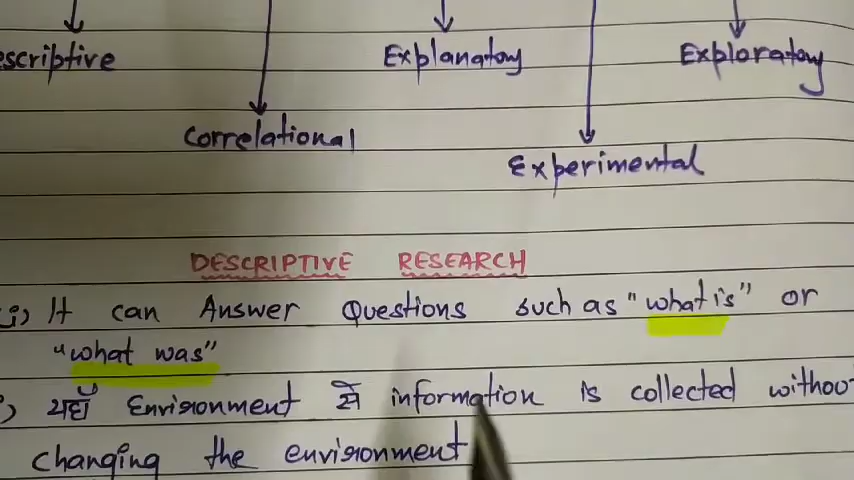 escriptive Explanatory Exploratory
Correlational
Experimental
DESCRIPTIVE RESEARCH
i) It can Answer Questions such as "what is" or
"what was"
यहाँ Environment से information is collected withou
changing the environment